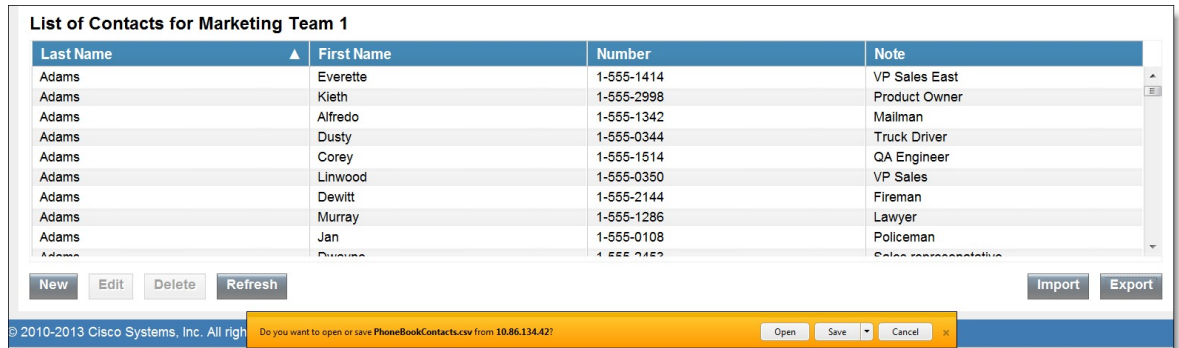 List of Contacts for Marketing Team 1
Last Name First Name Number Note
Adams Everette 1-555-1414 VP Sales East
Adams Kieth 1-555-2998 Product Owner
Adams Alfredo 1-555-1342 Mailman
Adams Dusty 1-555-0344 Truck Driver
Adams Corey 1-555-1514 QA Engineer
Adams Linwood 1-555-0350 VP Sales
Adams Dewitt 1-555-2144 Fireman
Adams Murray 1-555-1286 Lawyer
Adams Jan 1-555-0108 Policeman
Adams Dwayne 1-555-2453
New Edit Delete Refresh Import Export
© 2010-2013 Cisco Systems, Inc. All righ
Do you want to open or save PhoneBookContacts.csv from 10.86.134.42? Open Save Cancel ×